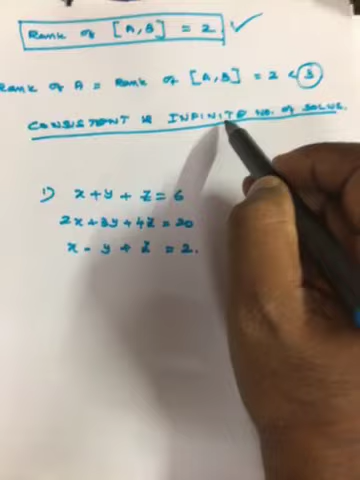 Rank of [A,B] = 2.
Rank of A = Rank of [A,B] = 2 < 3
CONSISTENT & INFINITE NO. of SOLUE.
1) x + y + z = 6
2x + 3y + 4z = 20
x - y + z = 2.